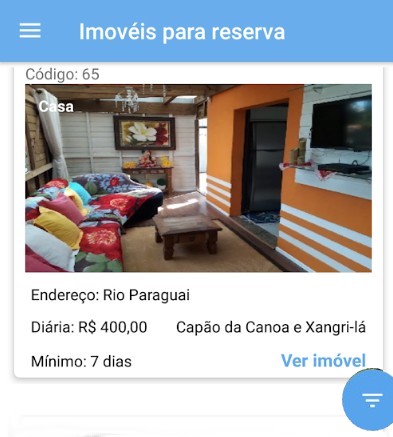 Imovéis para reserva
Código: 65
Casa
Endereço: Rio Paraguai
Diária: R$ 400,00 Capão da Canoa e Xangri-lá
Mínimo: 7 dias Ver imóvel